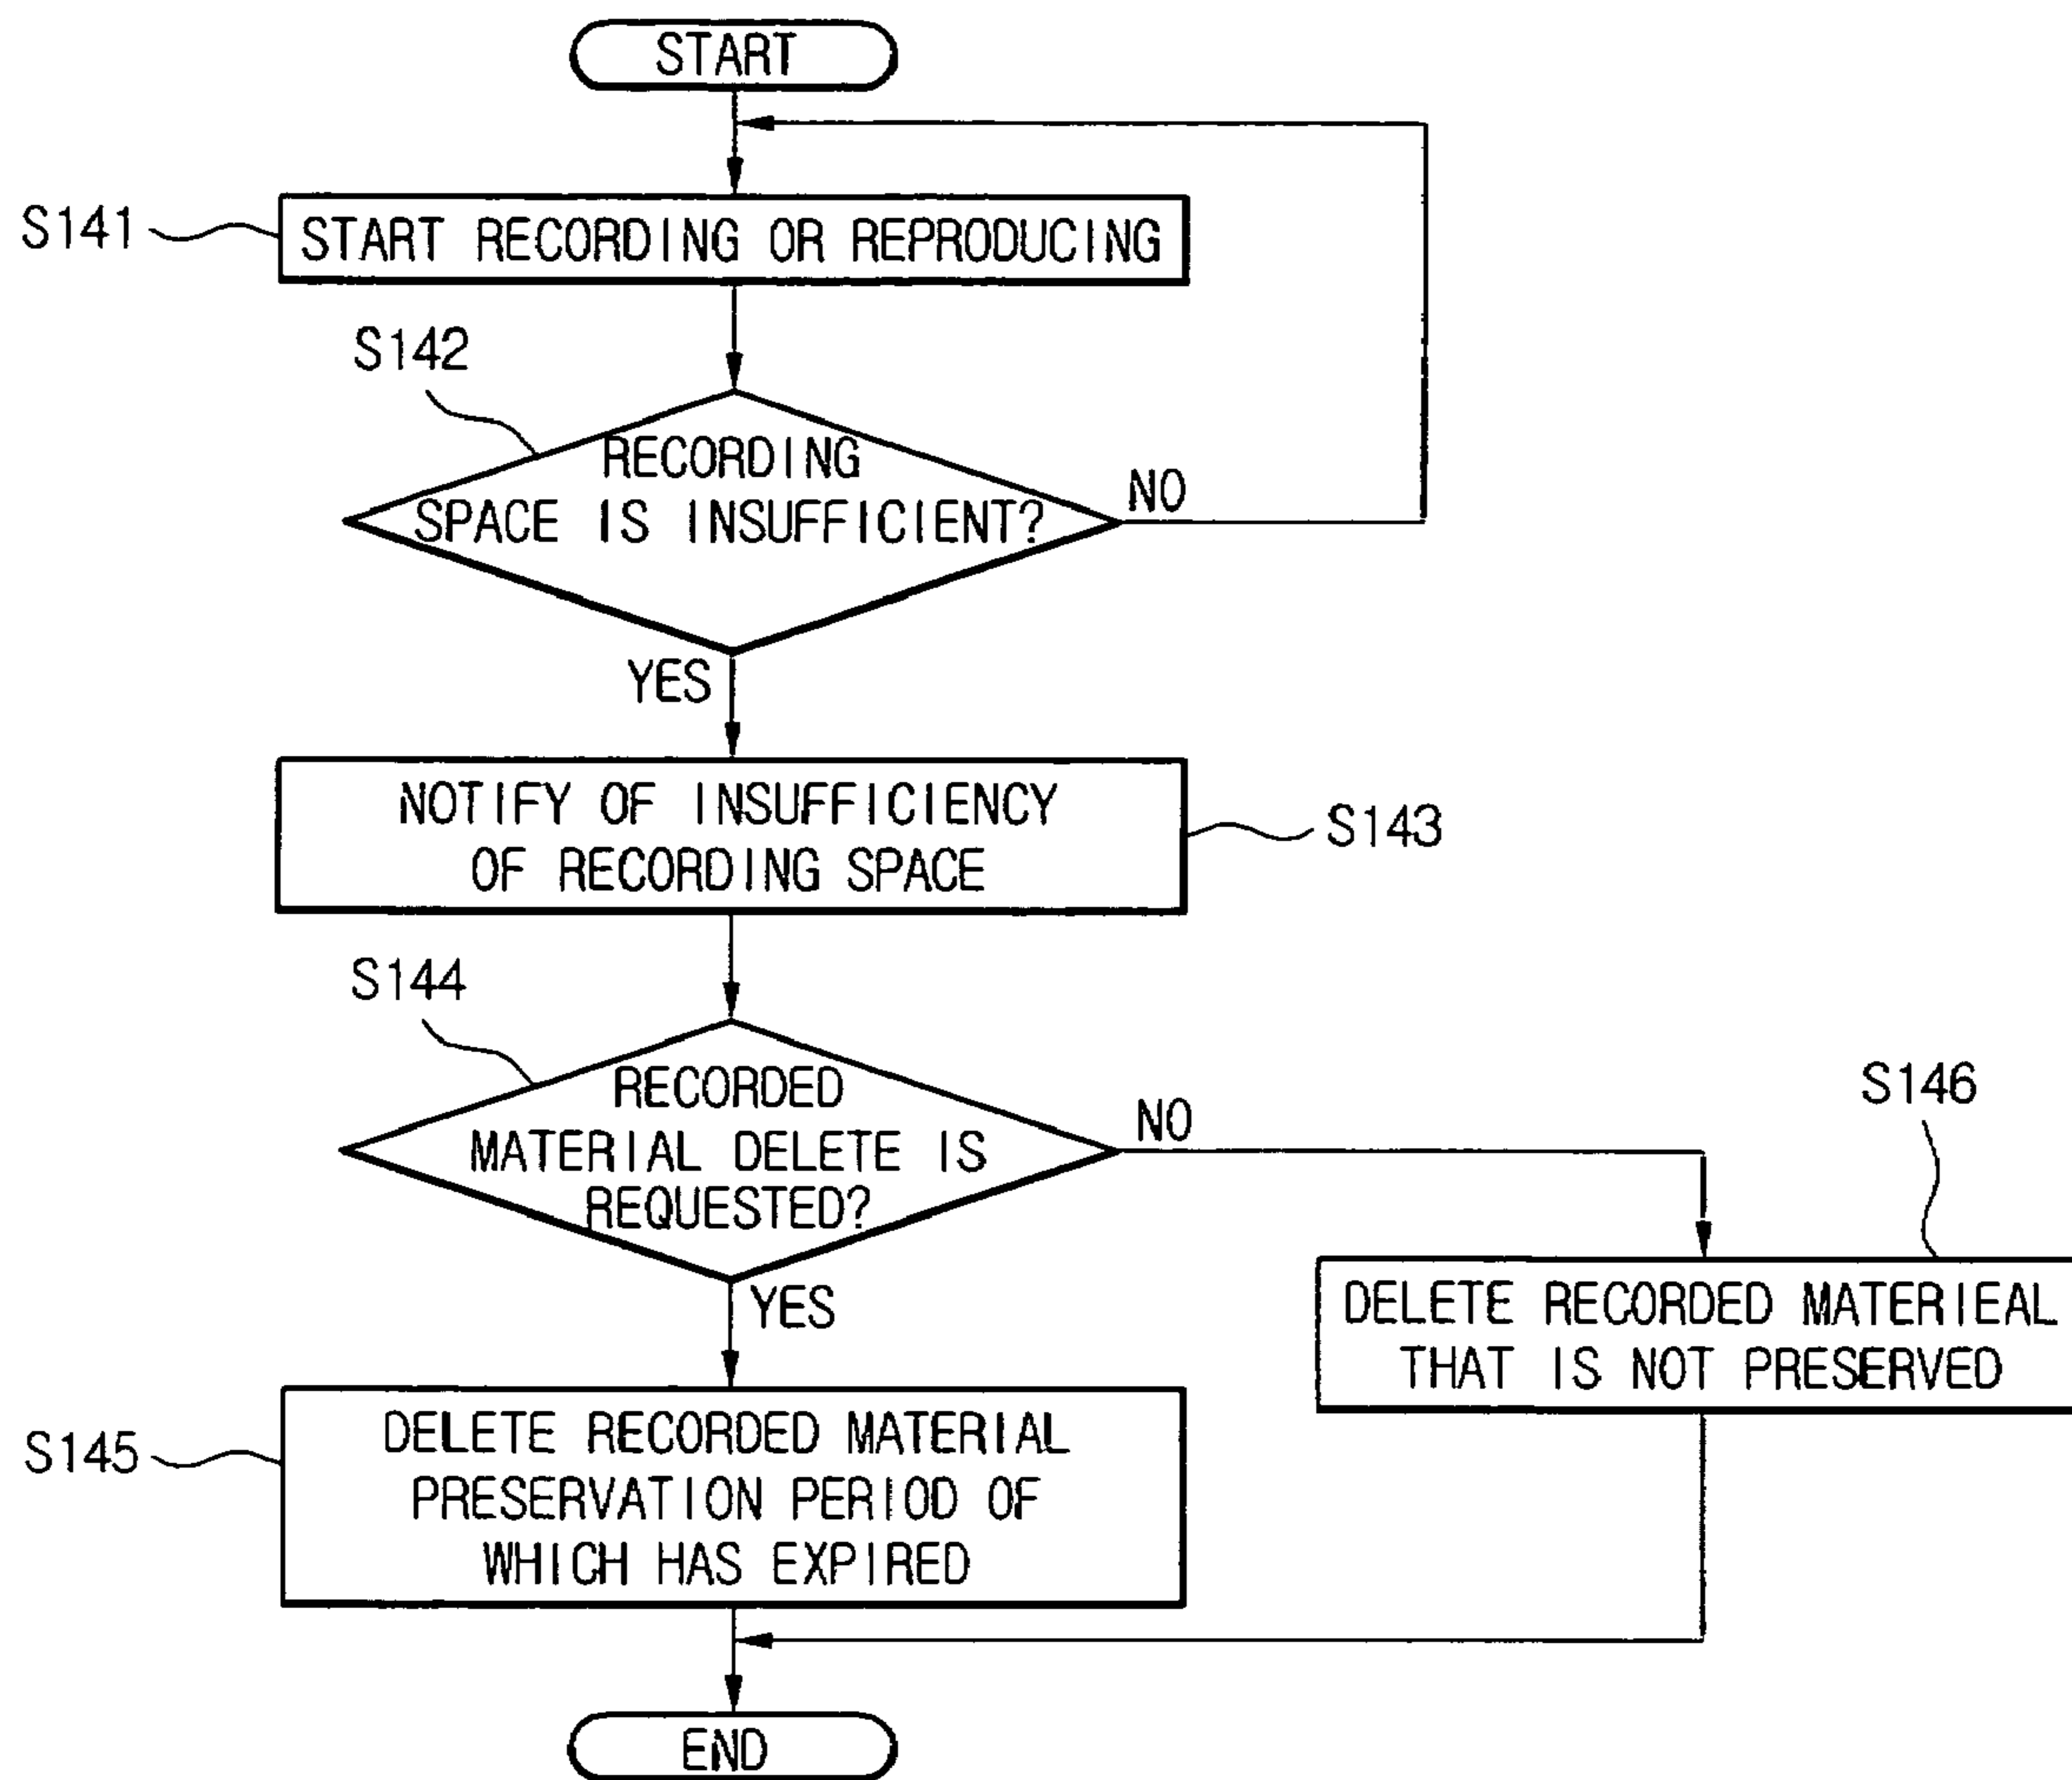 START
S141
START RECORDING OR REPRODUCING
S142
RECORDING
SPACE IS INSUFFICIENT?
NO
YES
NOTIFY OF INSUFFICIENCY
OF RECORDING SPACE
S143
S144
RECORDED
MATERIAL DELETE IS
REQUESTED?
NO
S146
YES
DELETE RECORDED MATERIEAL
THAT IS NOT PRESERVED
S145
DELETE RECORDED MATERIAL
PRESERVATION PERIOD OF
WHICH HAS EXPIRED
END